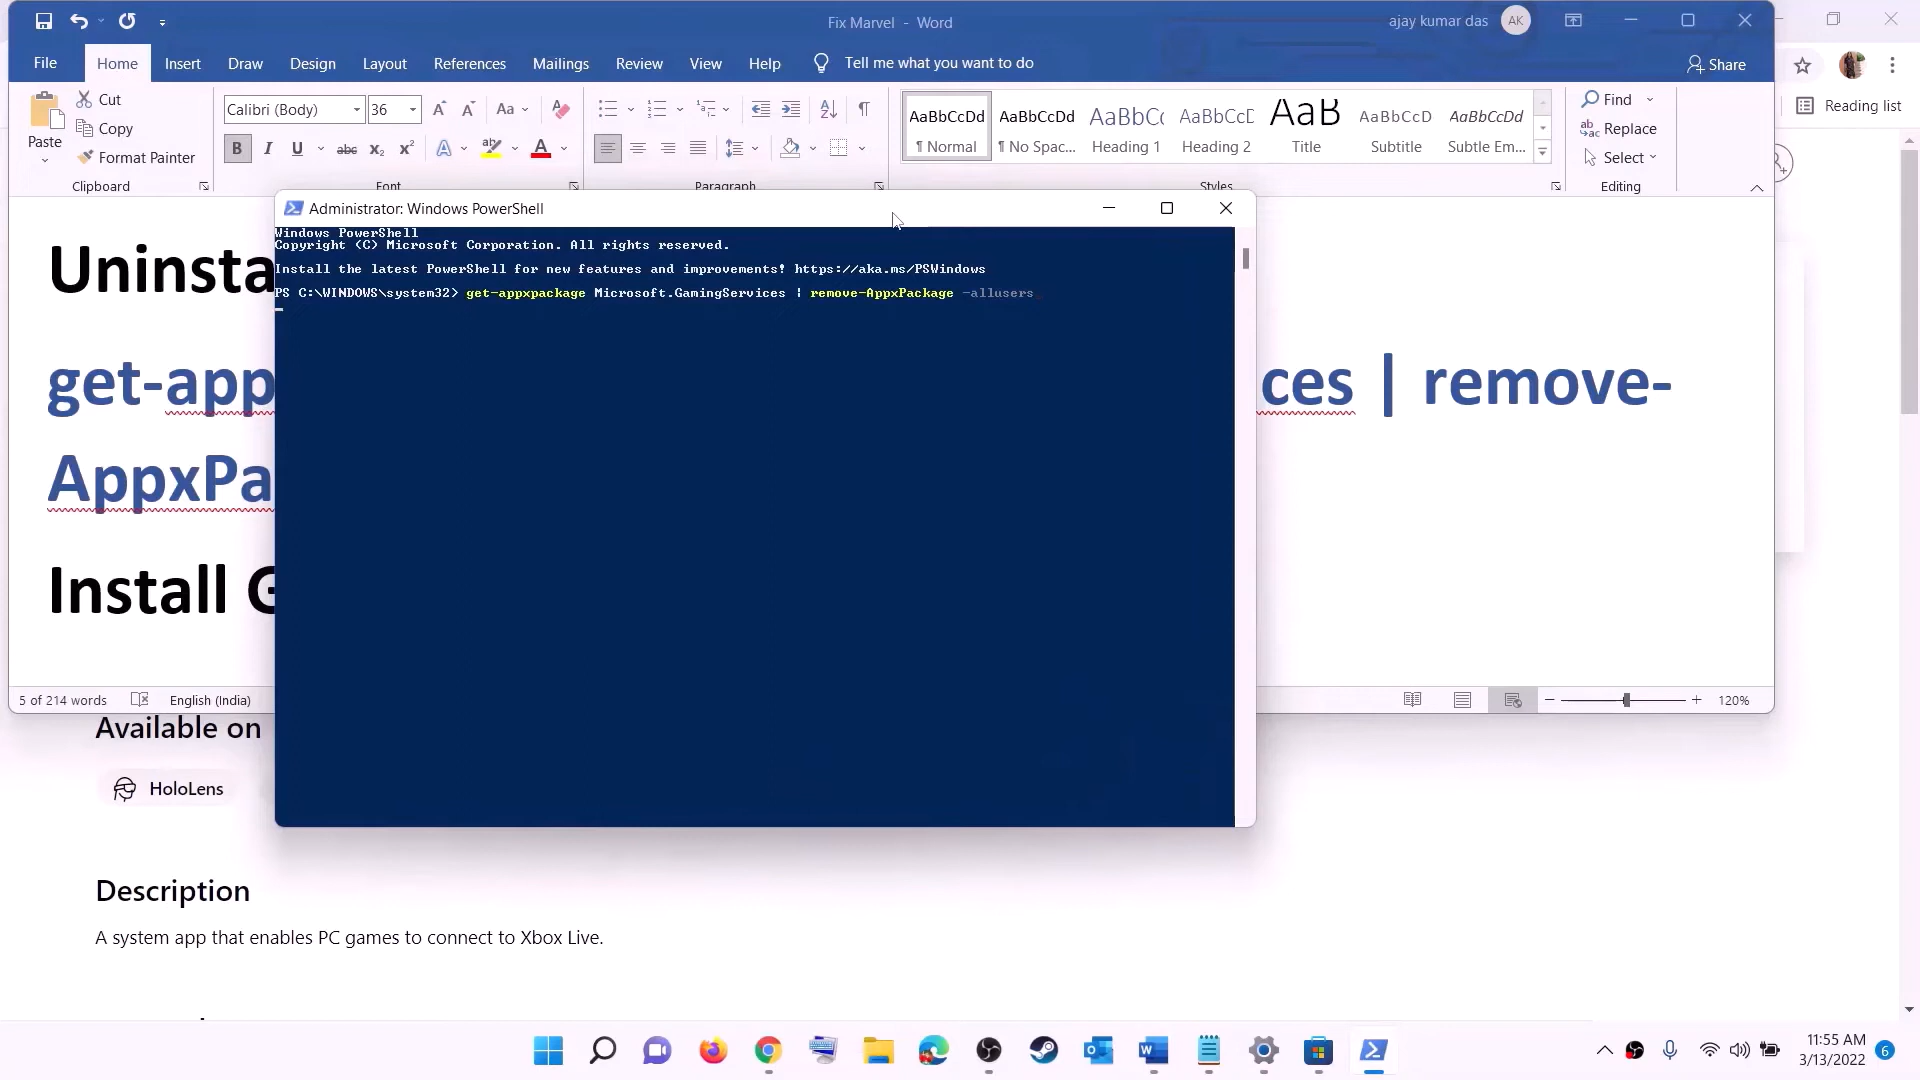 Fix Marvel - Word
ajay kumar das AK
File Home Insert Draw Design Layout References Mailings Review View Help Tell me what you want to do Share
Cut
Copy
Format Painter
Paste
Clipboard
Calibri (Body) 36
Font
Paragraph
AaBbCcDd AaBbCcDd AaBbC AaBbCcD AaB AaBbCcD AaBbCcDd
¶ Normal ¶ No Spac... Heading 1 Heading 2 Title Subtitle Subtle Em...
Styles
Find
Replace
Select
Editing
Reading list
Administrator: Windows PowerShell
Windows PowerShell
Copyright (C) Microsoft Corporation. All rights reserved.
Install the latest PowerShell for new features and improvements! https://aka.ms/PSWindows
PS C:\WINDOWS\system32> get-appxpackage Microsoft.GamingServices | remove-AppxPackage -allusers
Uninsta
get-app ces | remove-
AppxPa
Install G
5 of 214 words English (India) 120%
Available on
HoloLens
Description
A system app that enables PC games to connect to Xbox Live.
11:55 AM
3/13/2022 6